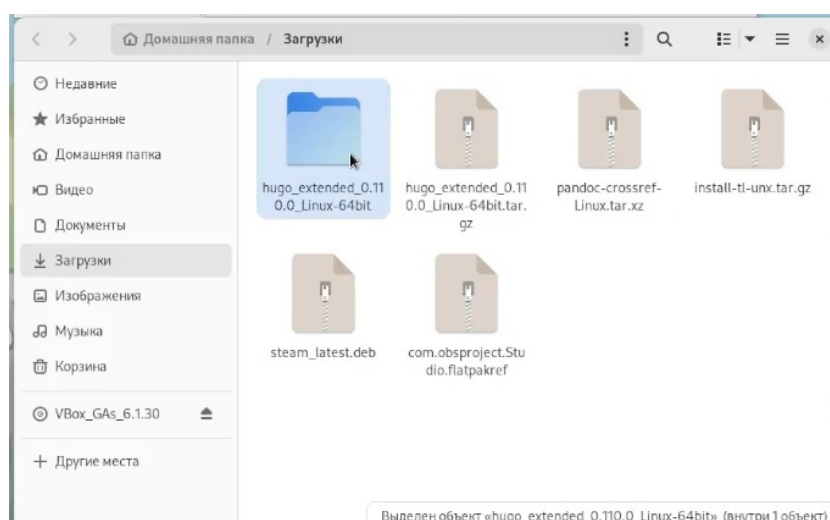 Домашняя папка / Загрузки
Недавние
Избранные
Домашняя папка
Видео
Документы
Загрузки
Изображения
Музыка
Корзина
VBox_GAs_6.1.30
+ Другие места
hugo_extended_0.11
0.0_Linux-64bit
hugo_extended_0.11
0.0_Linux-64bit.tar.
gz
pandoc-crossref-
Linux.tar.xz
install-tl-unx.tar.gz
steam_latest.deb
com.obsproject.Stu
dio.flatpakref
Выделен объект «hugo_extended_0.110.0_Linux-64bit» (внутри 1 объект)